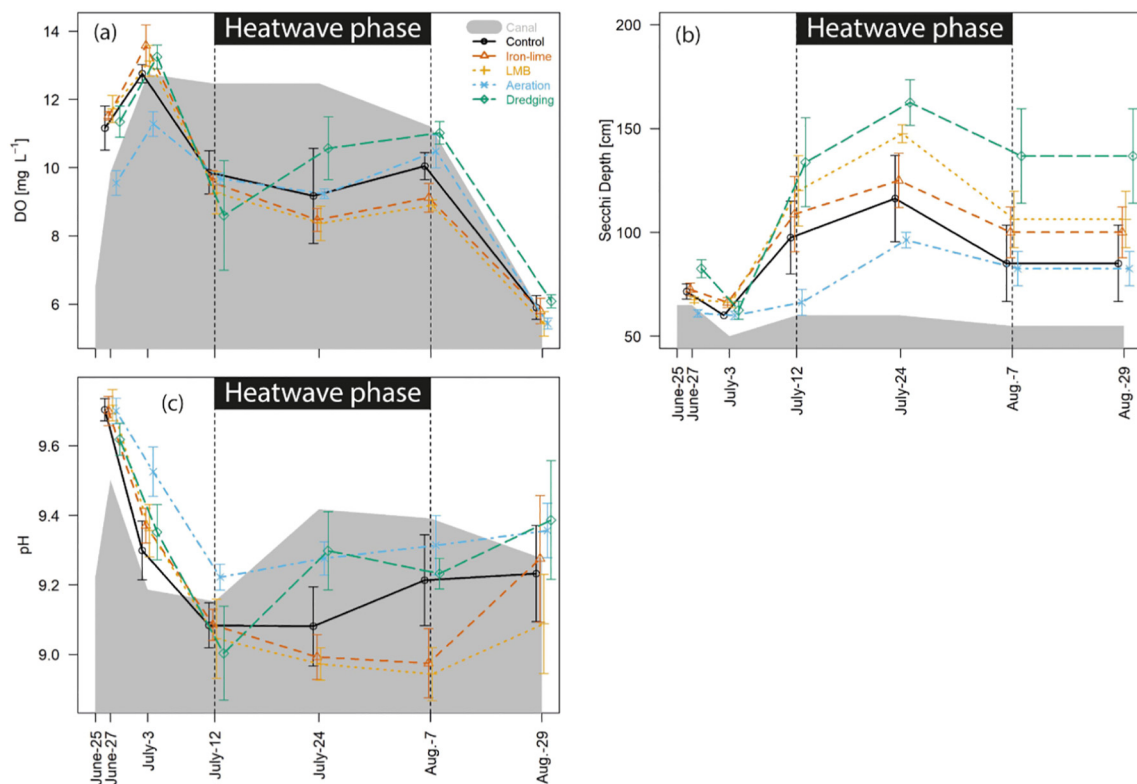 (a)
Heatwave phase
Canal
Control
Iron-lime
LMB
Aeration
Dredging
DO [mg L⁻¹]
14
12
10
8
6
(b)
Heatwave phase
Secchi Depth [cm]
200
150
100
50
June-25
June-27
July-3
July-12
July-24
Aug.-7
Aug.-29
(c)
Heatwave phase
pH
9.6
9.4
9.2
9.0
June-25
June-27
July-3
July-12
July-24
Aug.-7
Aug.-29